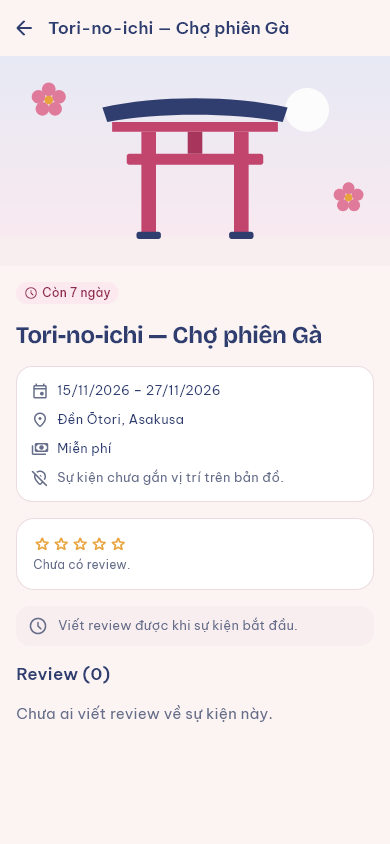 Tori-no-ichi — Chợ phiên Gà
Còn 7 ngày
Tori-no-ichi — Chợ phiên Gà
15/11/2026 – 27/11/2026
Đền Ōtori, Asakusa
Miễn phí
Sự kiện chưa gắn vị trí trên bản đồ.
Chưa có review.
Viết review được khi sự kiện bắt đầu.
Review (0)
Chưa ai viết review về sự kiện này.